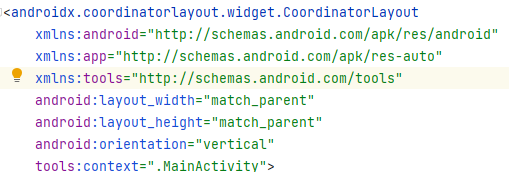 <androidx.coordinatorlayout.widget.CoordinatorLayout
xmlns:android="http://schemas.android.com/apk/res/android"
xmlns:app="http://schemas.android.com/apk/res-auto"
xmlns:tools="http://schemas.android.com/tools"
android:layout_width="match_parent"
android:layout_height="match_parent"
android:orientation="vertical"
tools:context=".MainActivity">